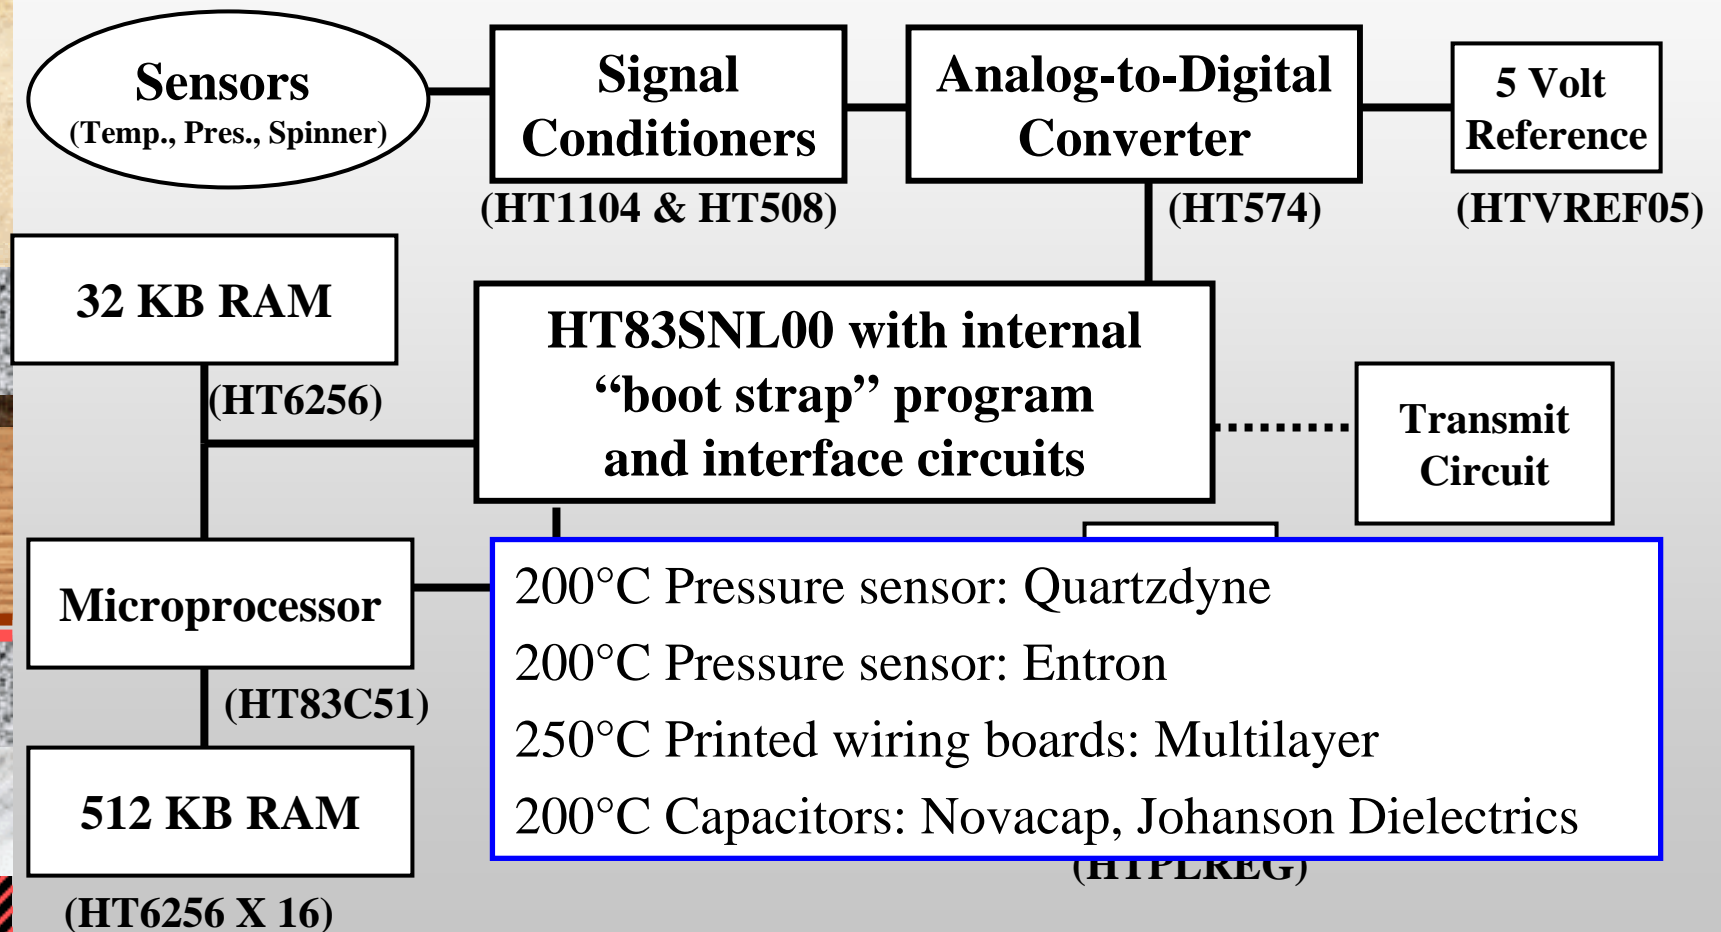 Sensors
(Temp., Pres., Spinner)
Signal
Conditioners
(HT1104 & HT508)
Analog-to-Digital
Converter
(HT574)
5 Volt
Reference
(HTVREF05)
32 KB RAM
(HT6256)
HT83SNL00 with internal
“boot strap” program
and interface circuits
Transmit
Circuit
Microprocessor
(HT83C51)
512 KB RAM
(HT6256 X 16)
200°C Pressure sensor: Quartzdyne
200°C Pressure sensor: Entron
250°C Printed wiring boards: Multilayer
200°C Capacitors: Novacap, Johanson Dielectrics
(HTPLREG)